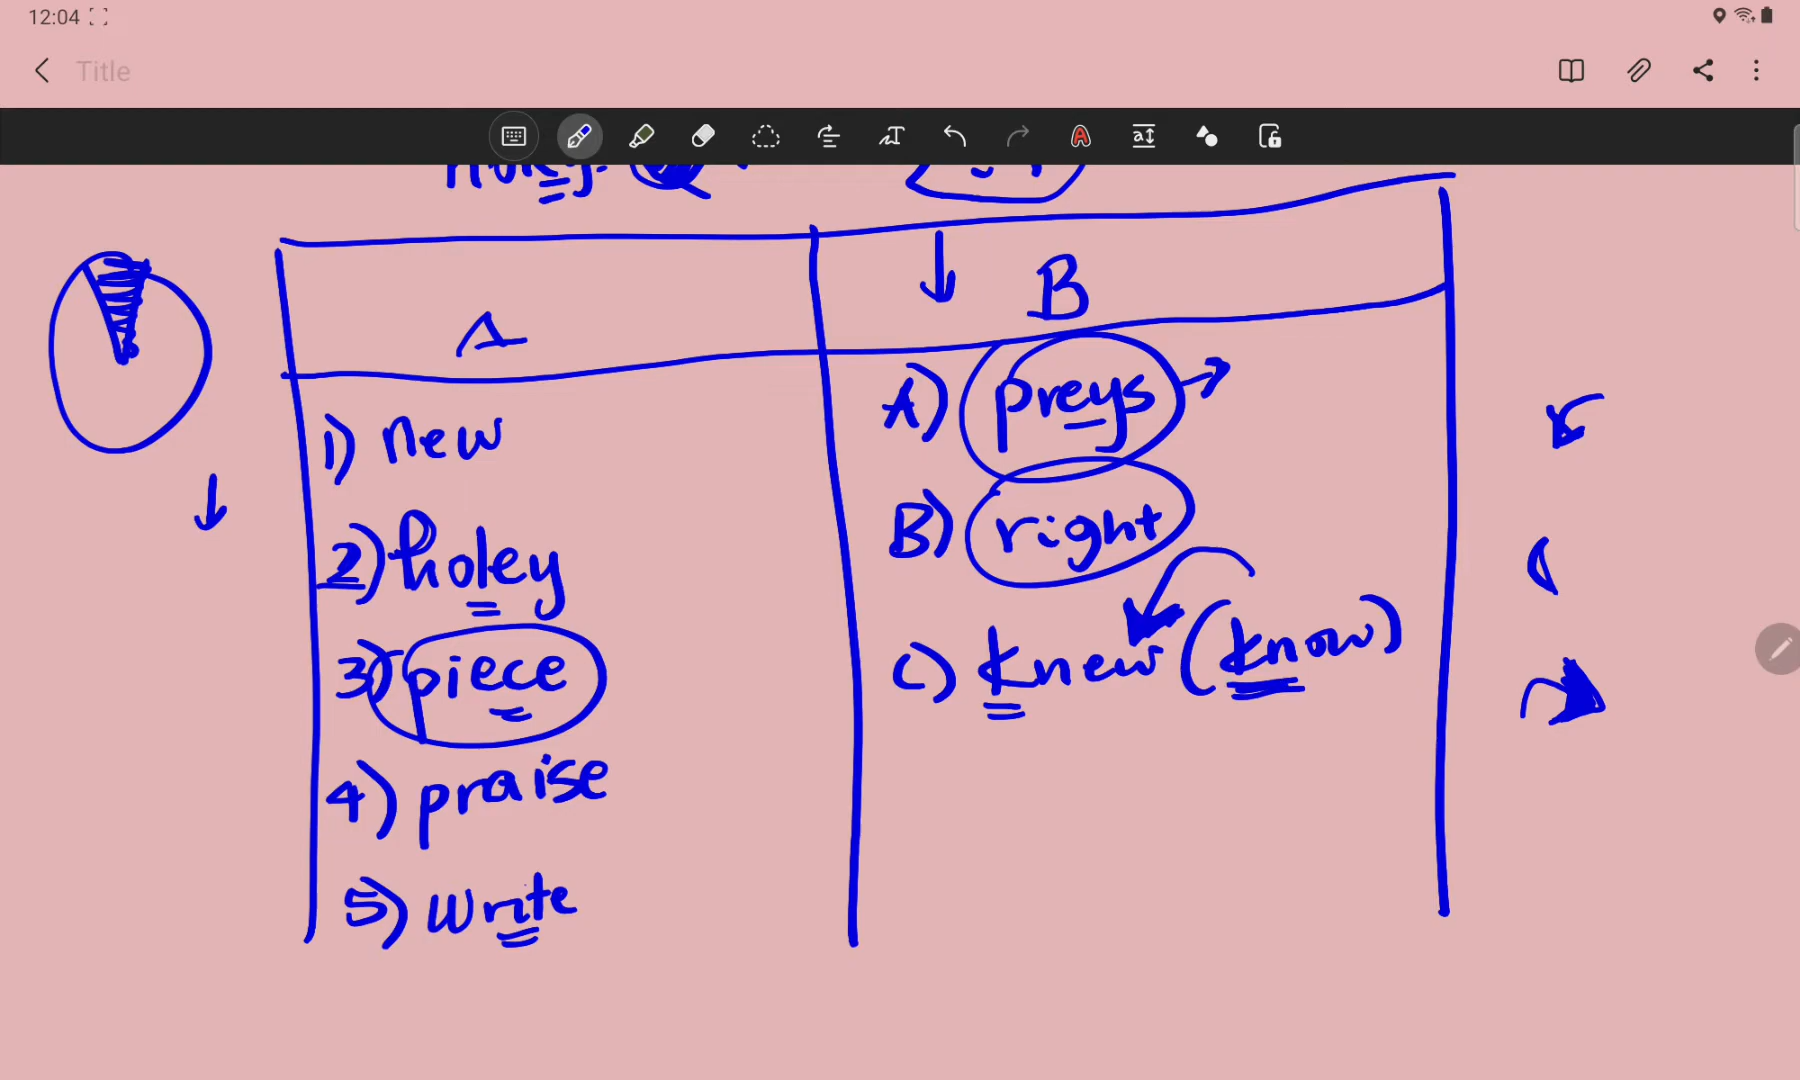 12:04
Title
A
B
1) new
2) holey
3) piece
4) praise
5) write
A) preys
B) right
C) knew (know)